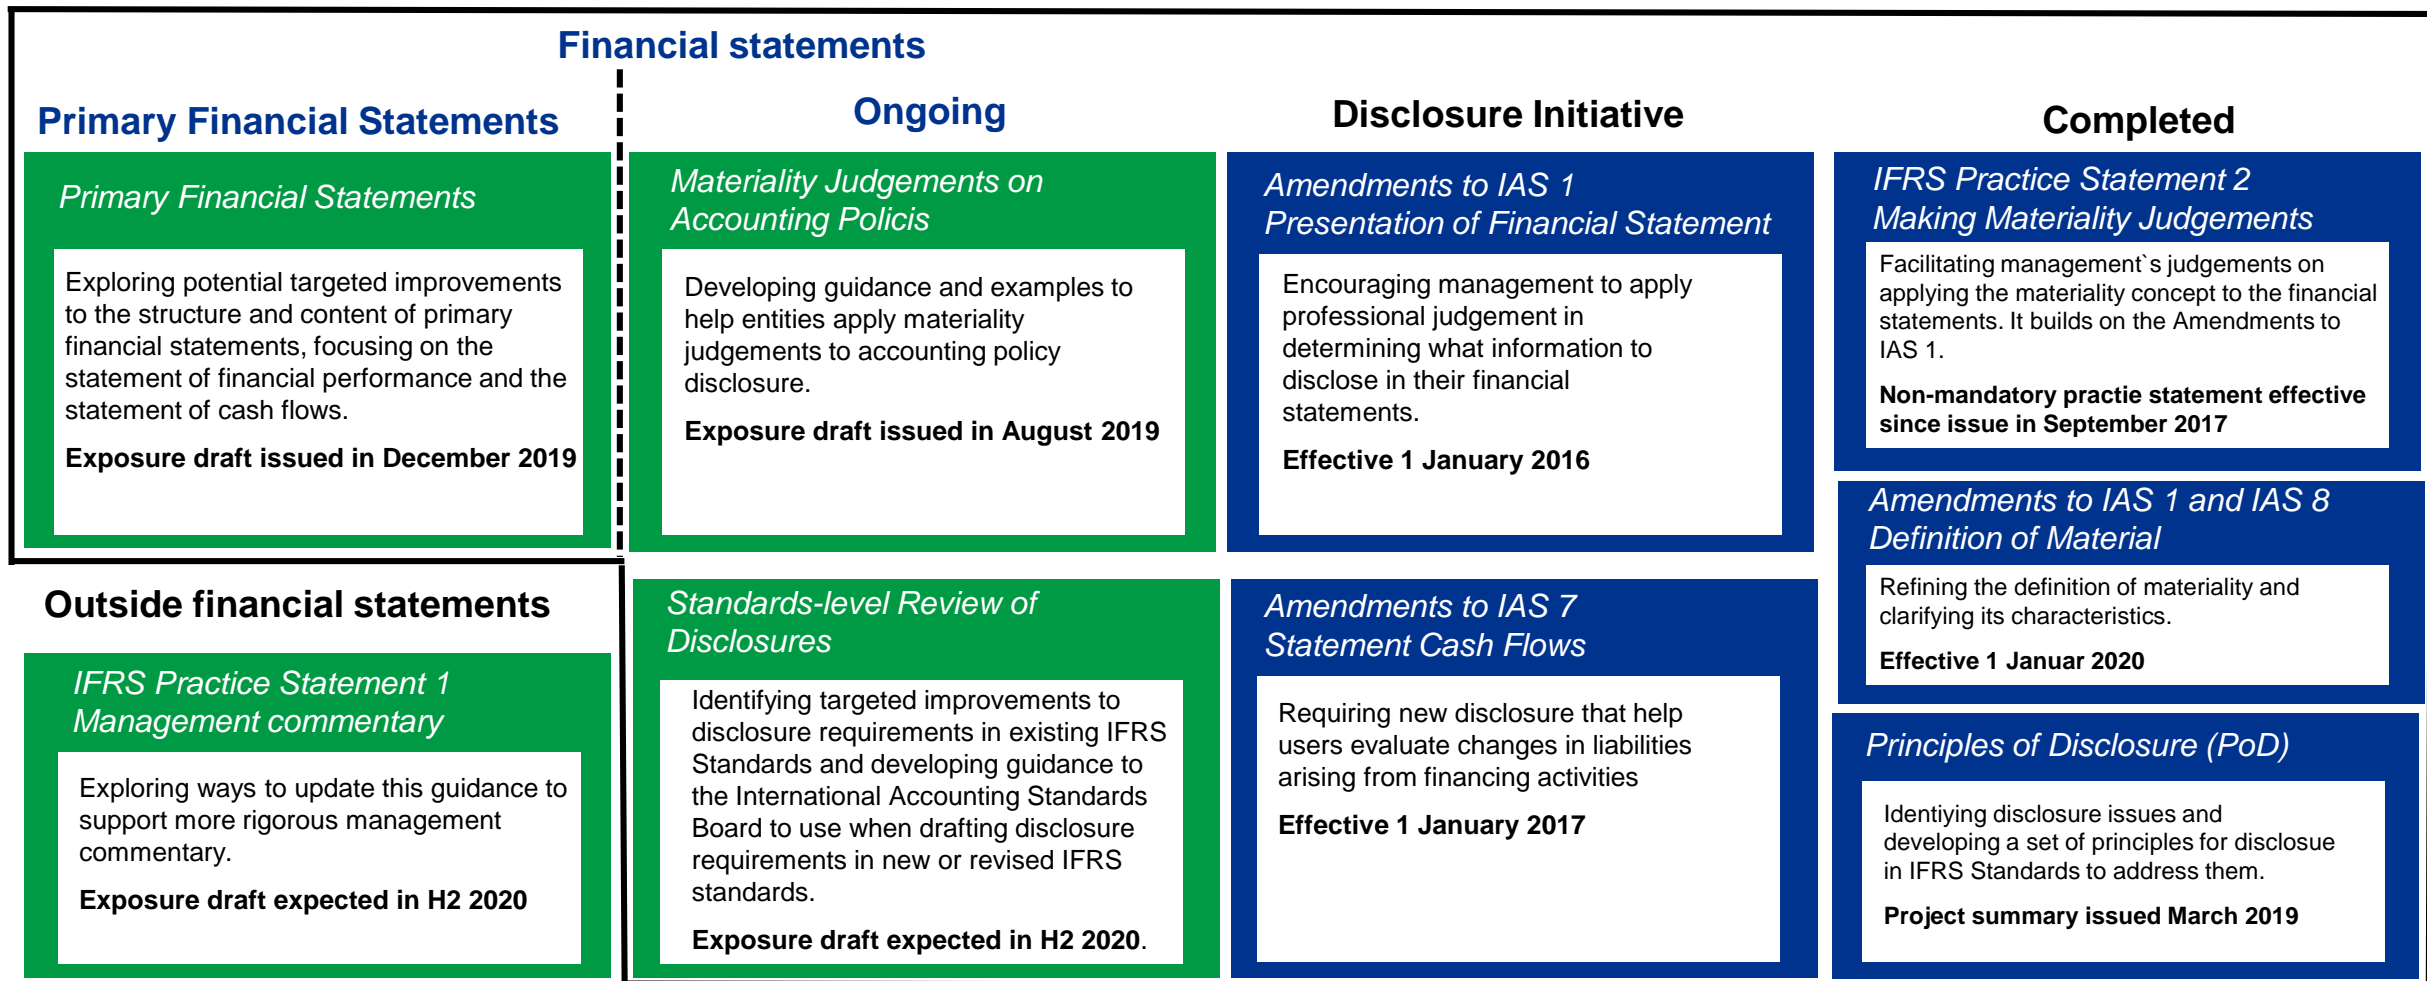 Financial statements
Primary Financial Statements
Ongoing
Disclosure Initiative
Completed
Primary Financial Statements
Exploring potential targeted improvements
to the structure and content of primary
financial statements, focusing on the
statement of financial performance and the
statement of cash flows.
Exposure draft issued in December 2019
Materiality Judgements on
Accounting Policis
Developing guidance and examples to
help entities apply materiality
judgements to accounting policy
disclosure.
Exposure draft issued in August 2019
Amendments to IAS 1
Presentation of Financial Statement
Encouraging management to apply
professional judgement in
determining what information to
disclose in their financial
statements.
Effective 1 January 2016
IFRS Practice Statement 2
Making Materiality Judgements
Facilitating management`s judgements on
applying the materiality concept to the financial
statements. It builds on the Amendments to
IAS 1.
Non-mandatory practie statement effective
since issue in September 2017
Amendments to IAS 1 and IAS 8
Definition of Material
Refining the definition of materiality and
clarifying its characteristics.
Effective 1 Januar 2020
Outside financial statements
IFRS Practice Statement 1
Management commentary
Exploring ways to update this guidance to
support more rigorous management
commentary.
Exposure draft expected in H2 2020
Standards-level Review of
Disclosures
Identifying targeted improvements to
disclosure requirements in existing IFRS
Standards and developing guidance to
the International Accounting Standards
Board to use when drafting disclosure
requirements in new or revised IFRS
standards.
Exposure draft expected in H2 2020.
Amendments to IAS 7
Statement Cash Flows
Requiring new disclosure that help
users evaluate changes in liabilities
arising from financing activities
Effective 1 January 2017
Principles of Disclosure (PoD)
Identiying disclosure issues and
developing a set of principles for disclosue
in IFRS Standards to address them.
Project summary issued March 2019